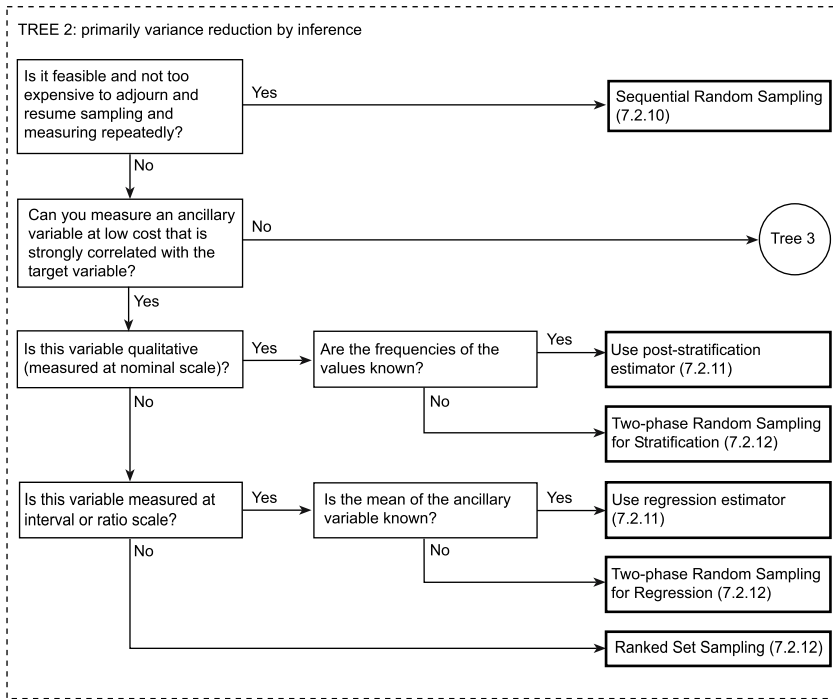 TREE 2: primarily variance reduction by inference
Is it feasible and not too
expensive to adjourn and
resume sampling and
measuring repeatedly?
Yes
Sequential Random Sampling
(7.2.10)
No
Can you measure an ancillary
variable at low cost that is
strongly correlated with the
target variable?
No
Tree 3
Yes
Is this variable qualitative
(measured at nominal scale)?
Yes
Are the frequencies of the
values known?
Yes
Use post-stratification
estimator (7.2.11)
No
No
Two-phase Random Sampling
for Stratification (7.2.12)
Is this variable measured at
interval or ratio scale?
Yes
Is the mean of the ancillary
variable known?
Yes
Use regression estimator
(7.2.11)
No
No
Two-phase Random Sampling
for Regression (7.2.12)
Ranked Set Sampling (7.2.12)